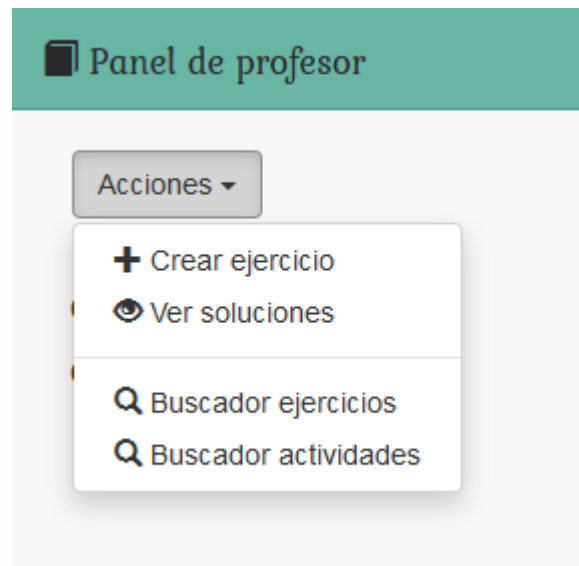 Panel de profesor
Acciones
Crear ejercicio
Ver soluciones
Buscador ejercicios
Buscador actividades